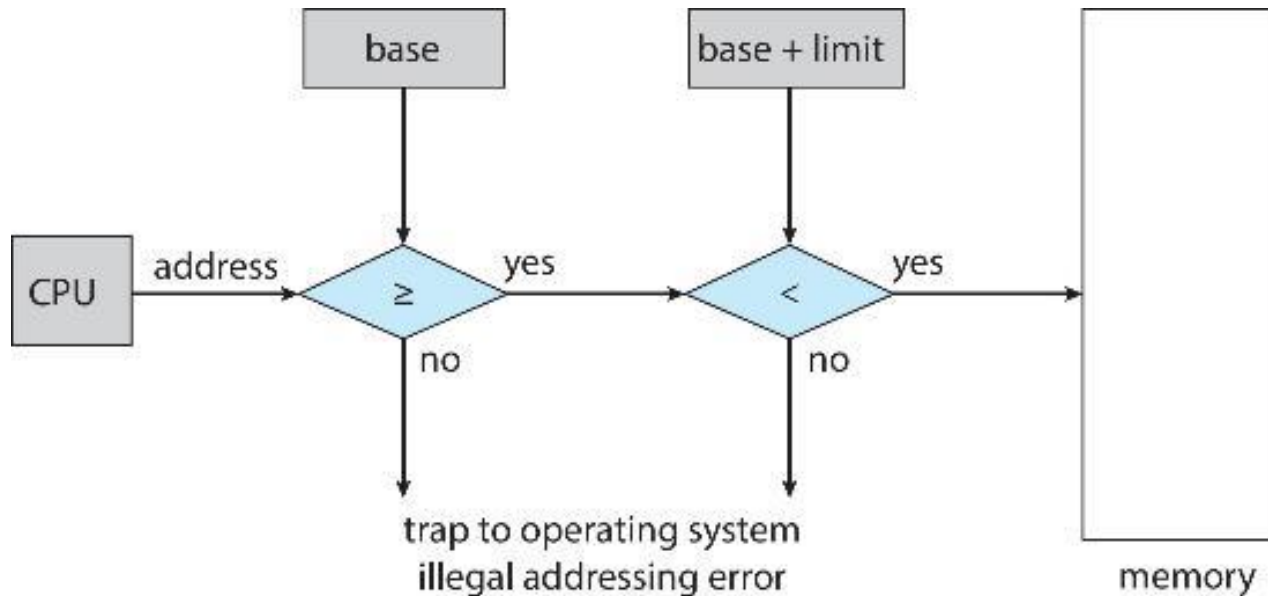 base
base + limit
CPU
address
≥
yes
<
yes
no
no
trap to operating system
illegal addressing error
memory